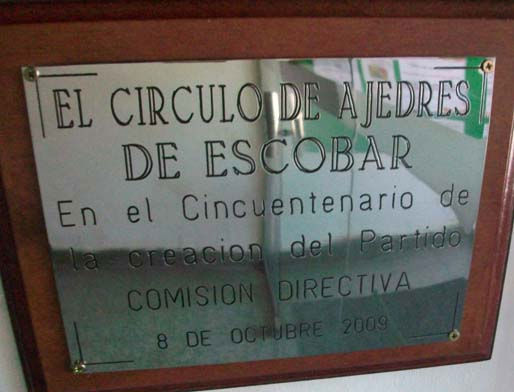 EL CIRCULO DE AJEDRES
DE ESCOBAR
En el Cincuentenario de
la creacion del Partido
COMISION DIRECTIVA
8 DE OCTUBRE 2009